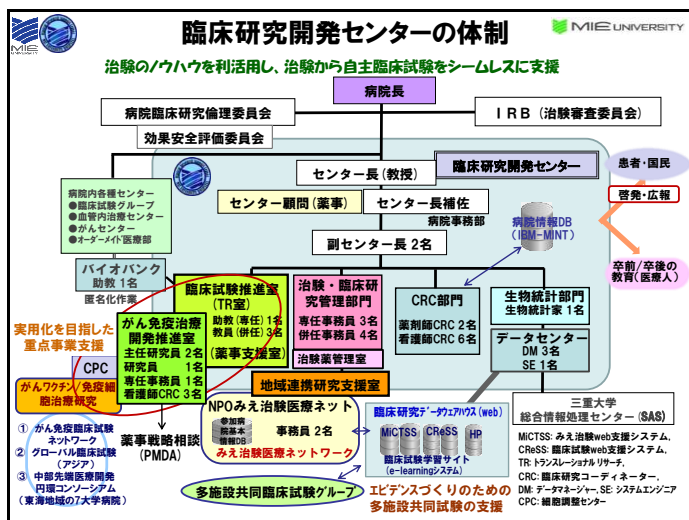 MIE
臨床研究開発センターの体制
MIE UNIVERSITY
治験のノウハウを利活用し、治験から自主臨床試験をシームレスに支援
病院長
病院臨床研究倫理委員会
IRB (治験審査委員会)
効果安全評価委員会
センター長(教授)
臨床研究開発センター
患者・国民
啓発・広報
卒前/卒後の
教育(医療人)
センター顧問(薬事)
センター長補佐
病院事務部
副センター長2名
病院情報DB
(IBM-MINT)
病院内各種センター
●臨床試験グループ
●血管内治療センター
●がんセンター
●オーダーメイド医療部
バイオバンク
助教 1名
匿名化作業
臨床試験推進室
(TR室)
助教(専任)1名
教員(併任)3名
(薬事支援室)
治験・臨床研
究管理部門
専任事務員 3名
併任事務員 4名
治験薬管理室
CRC部門
薬剤師CRC 2名
看護師CRC 6名
生物統計部門
生物統計家 1名
データセンター
DM 3名
SE 1名
実用化を目指した
重点事業支援
がん免疫治療
開発推進室
主任研究員 2名
研究員 1名
専任事務員 1名
看護師CRC 3名
CPC
がんワクチン/免疫細
胞治療研究
地域連携研究支援室
① がん免疫臨床試験
ネットワーク
② グローバル臨床試験
(アジア)
③ 中部先端医療開発
円環コンソーシアム
(東海地域の7大学病院)
薬事戦略相談
(PMDA)
NPOみえ治験医療ネット
参加病
院基本
情報DB
事務員 2名
みえ治験医療ネットワーク
臨床研究データウェアハウス(web)
MiCTSS
CReSS
HP
臨床試験学習サイト
(e-learningシステム)
多施設共同臨床試験グループ
エビデンスづくりのための
多施設共同試験の支援
三重大学
総合情報処理センター(SAS)
MiCTSS: みえ治験web支援システム,
CReSS: 臨床試験web支援システム,
TR: トランスレーショナルリサーチ,
CRC: 臨床研究コーディネーター,
DM: データマネージャー, SE: システムエンジニア
CPC: 細胞調整センター